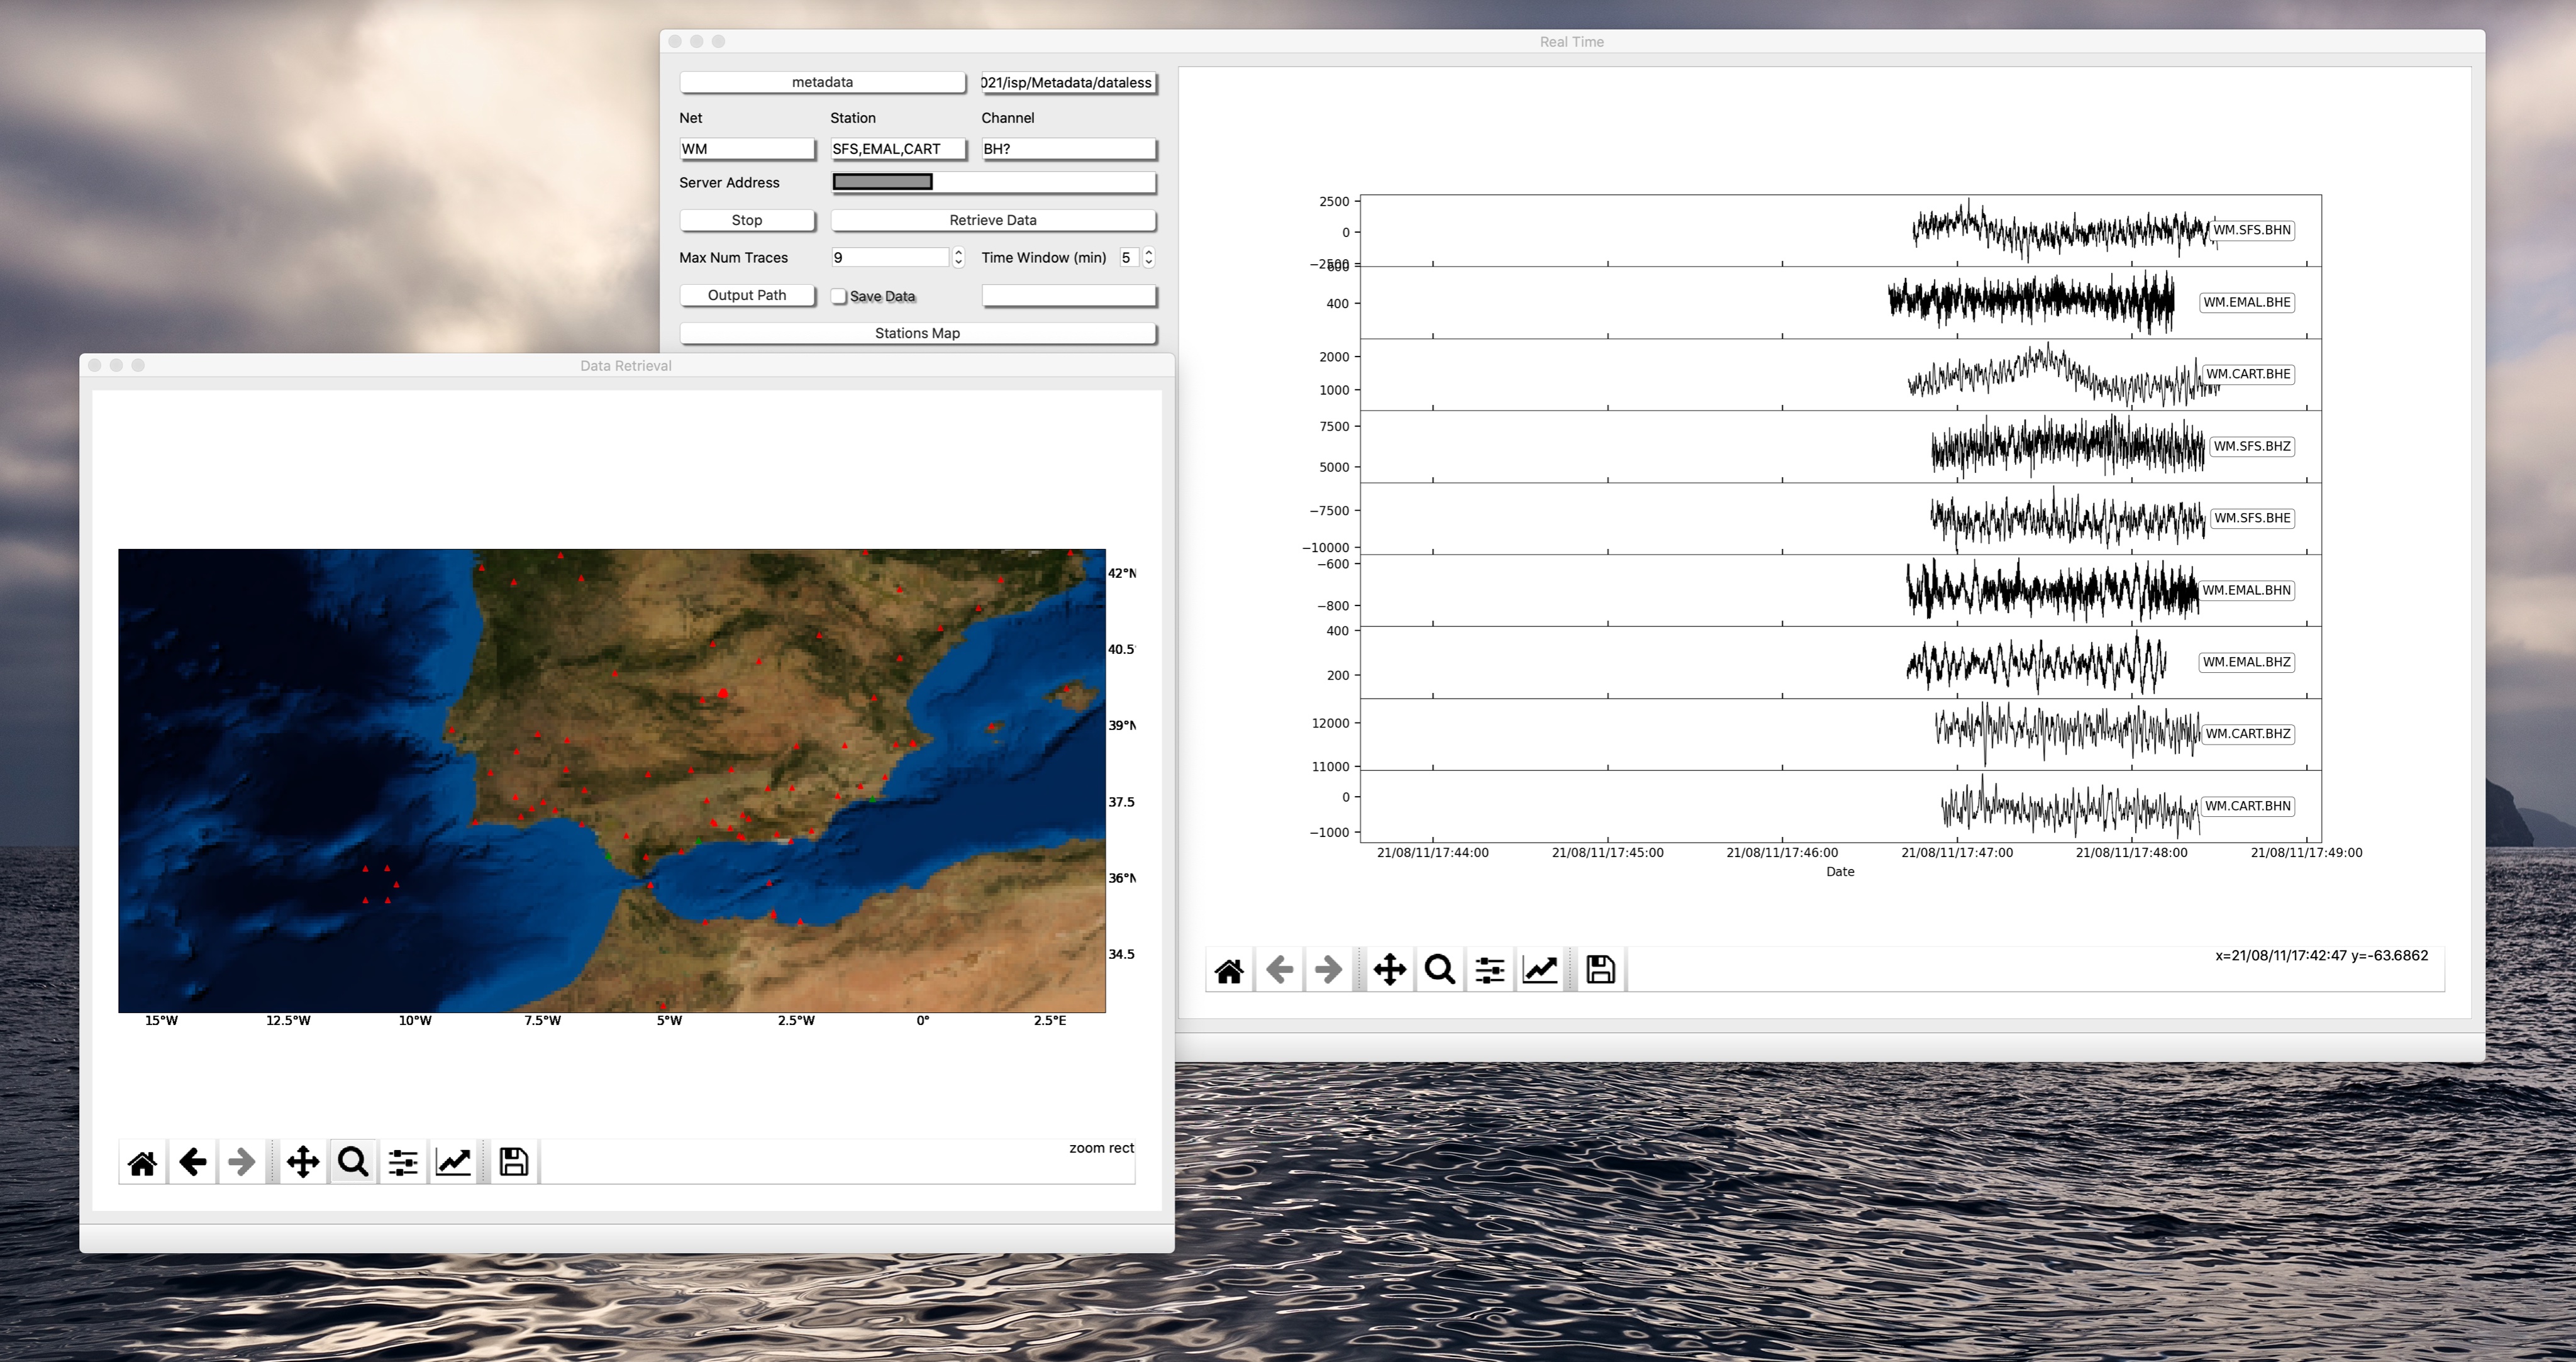 Real Time
metadata
021/isp/Metadata/dataless
Net
Station
Channel
WM
SFS,EMAL,CART
BH?
Server Address
Stop
Retrieve Data
Max Num Traces
9
Time Window (min)
5
Output Path
Save Data
Stations Map
2500
0
−2500
WM.SFS.BHN
600
400
WM.EMAL.BHE
2000
1000
WM.CART.BHE
7500
5000
WM.SFS.BHZ
−7500
−10000
WM.SFS.BHE
−600
−800
WM.EMAL.BHN
400
200
WM.EMAL.BHZ
12000
11000
WM.CART.BHZ
0
−1000
WM.CART.BHN
21/08/11/17:44:00
21/08/11/17:45:00
21/08/11/17:46:00
21/08/11/17:47:00
21/08/11/17:48:00
21/08/11/17:49:00
Date
x=21/08/11/17:42:47 y=-63.6862
Data Retrieval
42°N
40.5°
39°N
37.5
36°N
34.5
15°W
12.5°W
10°W
7.5°W
5°W
2.5°W
0°
2.5°E
zoom rect